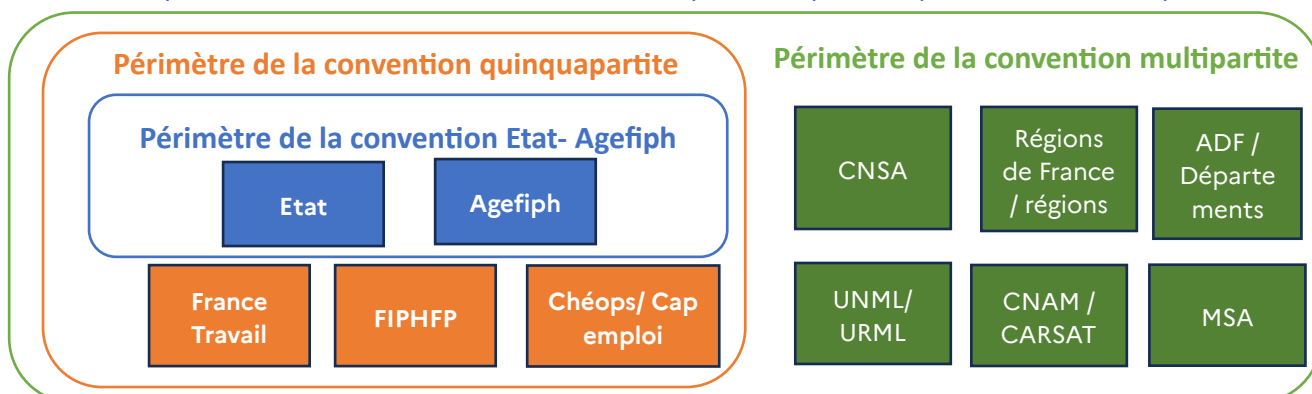 Périmètre de la convention quinquapartite
Périmètre de la convention Etat- Agefiph
Etat
Agefiph
France
Travail
FIPHFP
Chéops/ Cap
emploi
Périmètre de la convention multipartite
CNSA
Régions
de France
/ régions
ADF /
Départe
ments
UNML/
URML
CNAM /
CARSAT
MSA